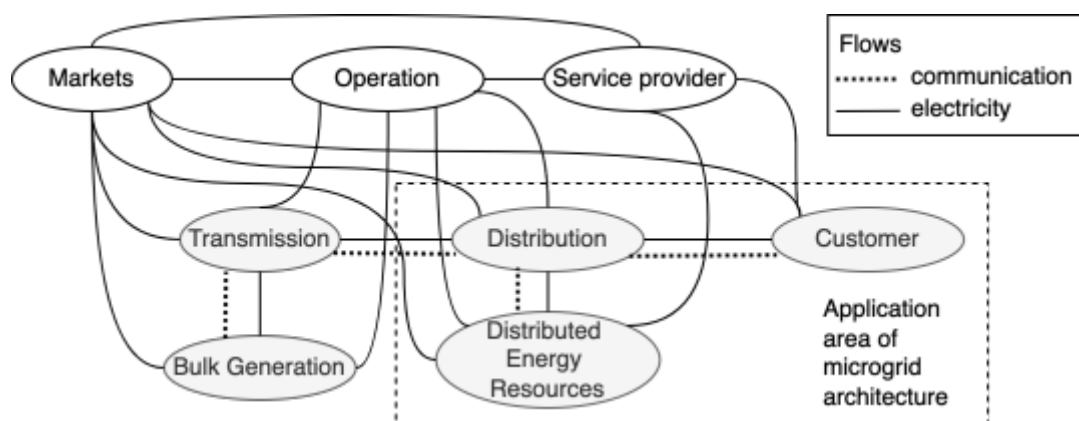 Markets
Operation
Service provider
Flows
communication
electricity
Transmission
Distribution
Customer
Bulk Generation
Distributed
Energy
Resources
Application
area of
microgrid
architecture